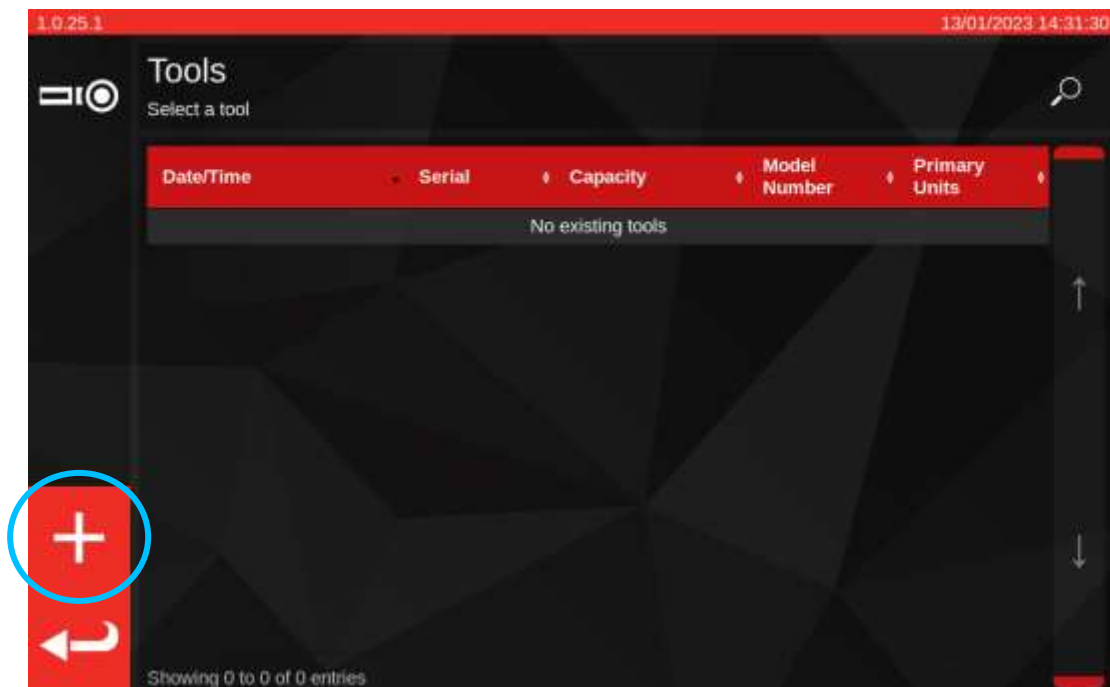 1.0.25.1 13/01/2023 14:31:30
Tools
Select a tool
Date/Time Serial Capacity Model Number Primary Units
No existing tools
Showing 0 to 0 of 0 entries